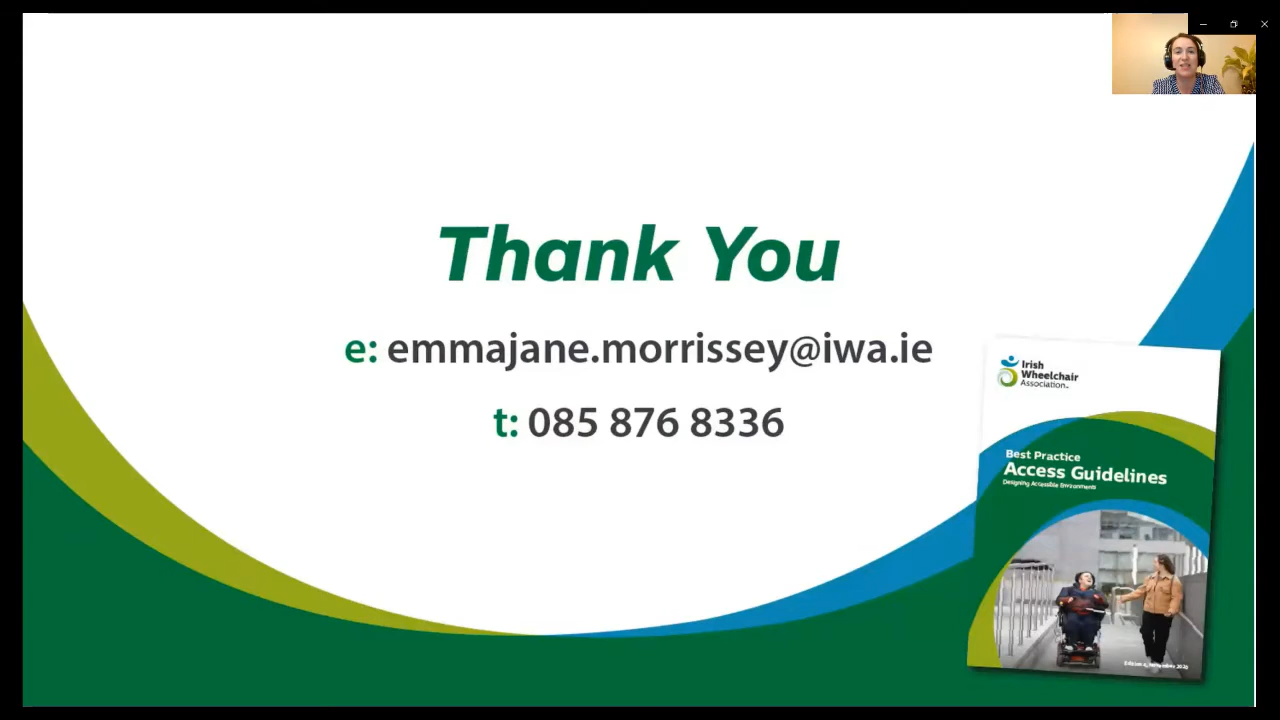 Thank You
e: emmajane.morrissey@iwa.ie
t: 085 876 8336
Irish
Wheelchair
Association
Best Practice
Access Guidelines
Designing Accessible Environments